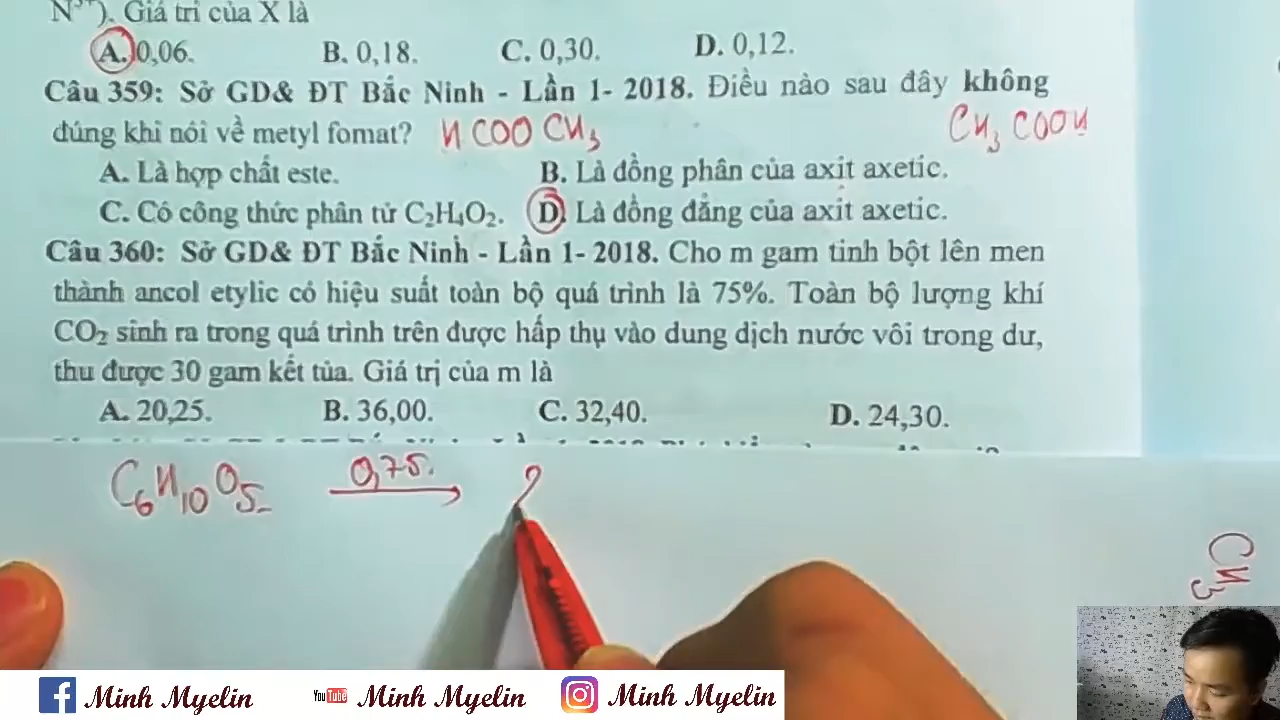 N³⁺). Giá trị của X là
A. 0,06. B. 0,18. C. 0,30. D. 0,12.
Câu 359: Sở GD& ĐT Bắc Ninh - Lần 1- 2018. Điều nào sau đây không
đúng khi nói về metyl fomat? HCOOCH₃ CH₃COOH
A. Là hợp chất este. B. Là đồng phân của axit axetic.
C. Có công thức phân tử C₂H₄O₂. D. Là đồng đẳng của axit axetic.
Câu 360: Sở GD& ĐT Bắc Ninh - Lần 1- 2018. Cho m gam tinh bột lên men
thành ancol etylic có hiệu suất toàn bộ quá trình là 75%. Toàn bộ lượng khí
CO₂ sinh ra trong quá trình trên được hấp thụ vào dung dịch nước vôi trong dư,
thu được 30 gam kết tủa. Giá trị của m là
A. 20,25. B. 36,00. C. 32,40. D. 24,30.
C₆H₁₀O₅ 0,75. 2
CH₃
Minh Myelin YouTube Minh Myelin Minh Myelin